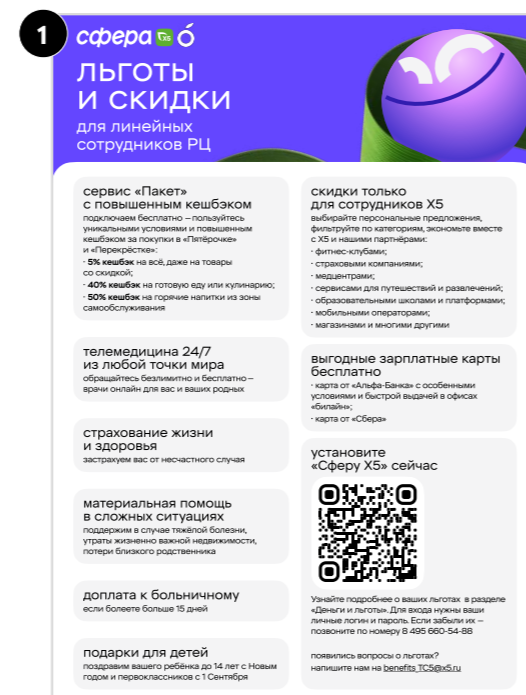 1
сфера X5 ó
ЛЬГОТЫ
И СКИДКИ
для линейных
сотрудников РЦ
сервис «Пакет»
с повышенным кешбэком
подключаем бесплатно – пользуйтесь
уникальными условиями и повышенным
кешбэком за покупки в «Пятёрочке»
и «Перекрёстке»:
· 5% кешбэк на всё, даже на товары
со скидкой;
· 40% кешбэк на готовую еду или кулинарию;
· 50% кешбэк на горячие напитки из зоны
самообслуживания
телемедицина 24/7
из любой точки мира
обращайтесь безлимитно и бесплатно –
врачи онлайн для вас и ваших родных
страхование жизни
и здоровья
застрахуем вас от несчастного случая
материальная помощь
в сложных ситуациях
поддержим в случае тяжёлой болезни,
утраты жизненно важной недвижимости,
потери близкого родственника
доплата к больничному
если болеете больше 15 дней
подарки для детей
поздравим вашего ребёнка до 14 лет с Новым
годом и первоклассников с 1 Сентября
скидки только
для сотрудников X5
выбирайте персональные предложения,
фильтруйте по категориям, экономьте вместе
с X5 и нашими партнёрами:
· фитнес-клубами;
· страховыми компаниями;
· медцентрами;
· сервисами для путешествий и развлечений;
· образовательными школами и платформами;
· мобильными операторами;
· магазинами и многими другими
выгодные зарплатные карты
бесплатно
· карта от «Альфа-Банка» с особенными
условиями и быстрой выдачей в офисах
«билайн»;
· карта от «Сбера»
установите
«Сферу X5» сейчас
Узнайте подробнее о ваших льготах в разделе
«Деньги и льготы». Для входа нужны ваши
личные логин и пароль. Если забыли их –
позвоните по номеру 8 495 660-54-88
появились вопросы о льготах?
напишите нам на benefits_TC5@x5.ru